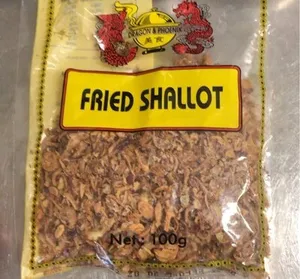 DRAGON & PHOENIX
FRIED SHALLOT
Net.: 100g